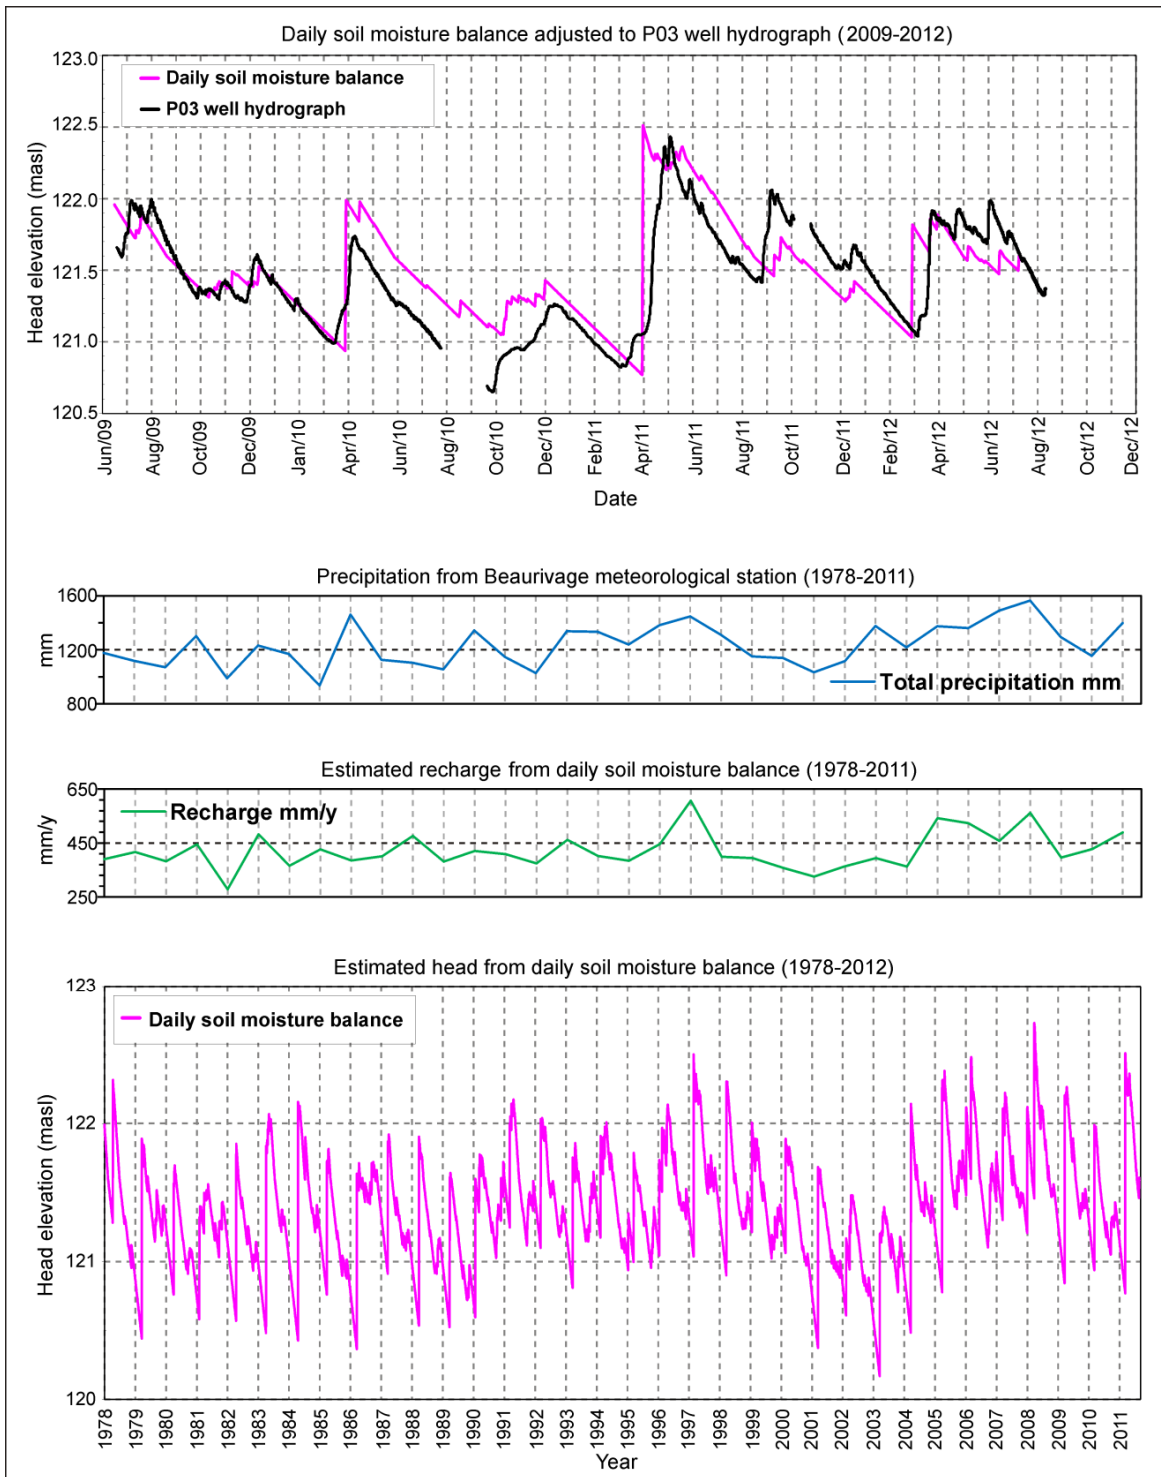 Daily soil moisture balance adjusted to P03 well hydrograph (2009-2012)
123.0
122.5
122.0
121.5
121.0
120.5
Head elevation (masl)
Daily soil moisture balance
P03 well hydrograph
Jun/09 Aug/09 Oct/09 Dec/09 Jan/10 Apr/10 Jun/10 Aug/10 Oct/10 Dec/10 Feb/11 Apr/11 Jun/11 Aug/11 Oct/11 Dec/11 Feb/12 Apr/12 Jun/12 Aug/12 Oct/12 Dec/12
Date
Precipitation from Beaurivage meteorological station (1978-2011)
1600
1200
800
mm
Total precipitation mm
Estimated recharge from daily soil moisture balance (1978-2011)
650
450
250
mm/y
Recharge mm/y
Estimated head from daily soil moisture balance (1978-2012)
123
122
121
120
Head elevation (masl)
Daily soil moisture balance
1978 1979 1980 1981 1982 1983 1984 1985 1986 1987 1988 1989 1990 1991 1992 1993 1994 1995 1996 1997 1998 1999 2000 2001 2002 2003 2004 2005 2006 2007 2008 2009 2010 2011
Year